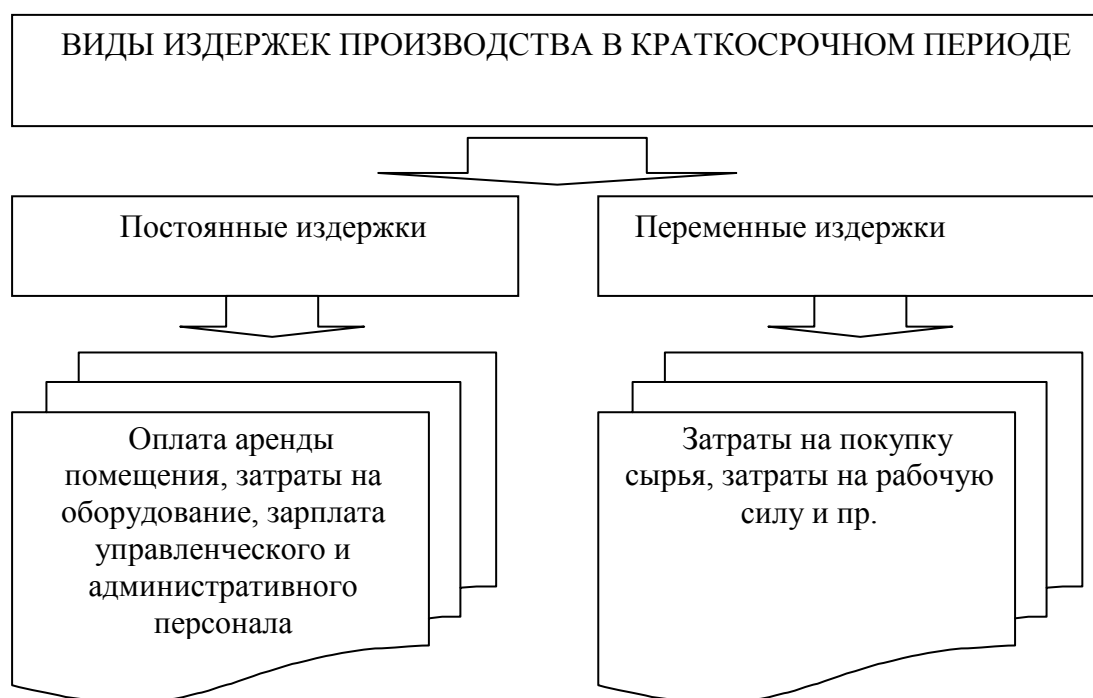 ВИДЫ ИЗДЕРЖЕК ПРОИЗВОДСТВА В КРАТКОСРОЧНОМ ПЕРИОДЕ
Постоянные издержки
Переменные издержки
Оплата аренды
помещения, затраты на
оборудование, зарплата
управленческого и
административного
персонала
Затраты на покупку
сырья, затраты на рабочую
силу и пр.